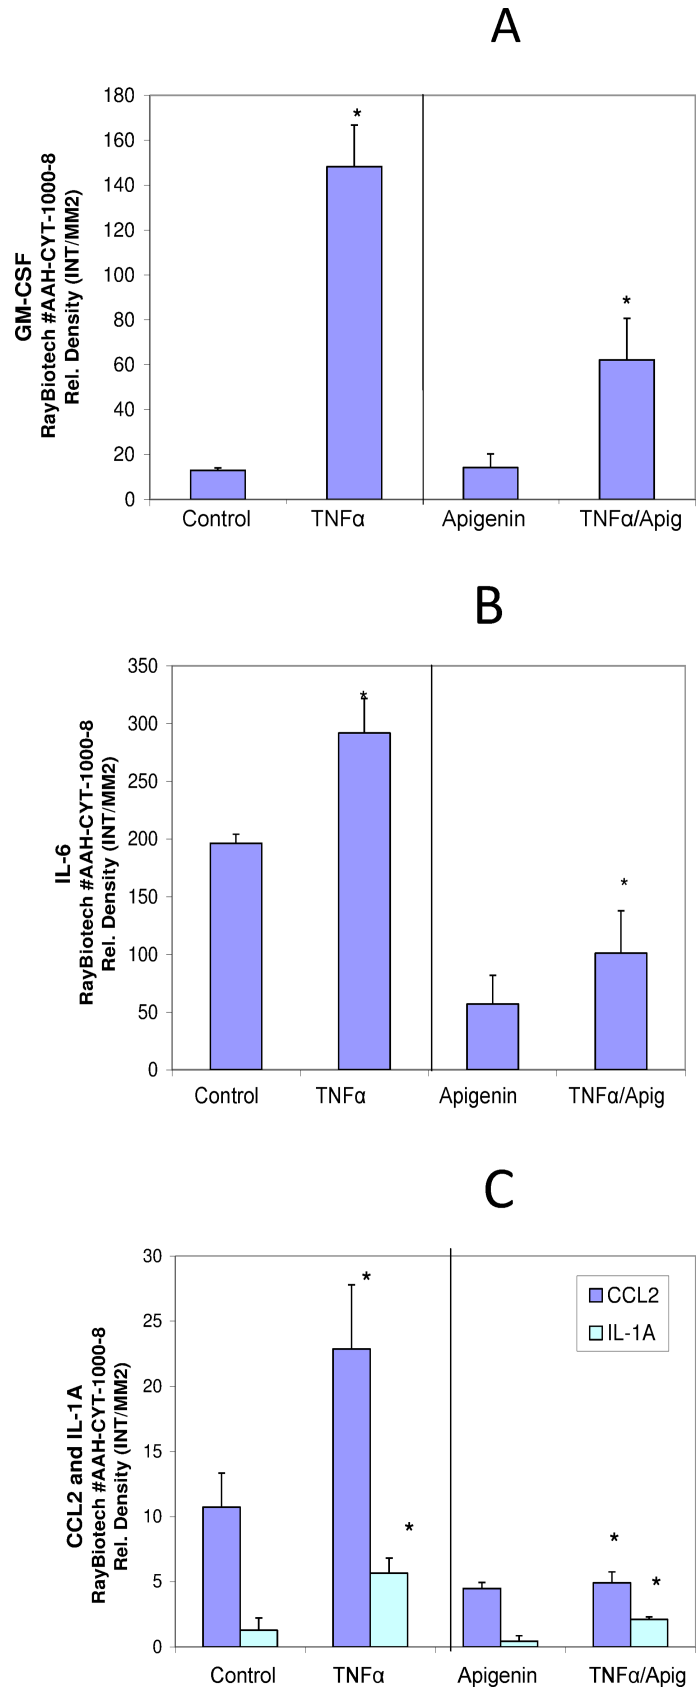 A
GM-CSF
RayBiotech #AAH-CYT-1000-8
Rel. Density (INT/MM2)
180
160
140
120
100
80
60
40
20
0
*
*
Control TNFα Apigenin TNFα/Apig
B
IL-6
RayBiotech #AAH-CYT-1000-8
Rel. Density (INT/MM2)
350
300
250
200
150
100
50
0
*
*
Control TNFα Apigenin TNFα/Apig
C
CCL2 and IL-1A
RayBiotech #AAH-CYT-1000-8
Rel. Density (INT/MM2)
30
25
20
15
10
5
0
*
*
*
*
CCL2
IL-1A
Control TNFα Apigenin TNFα/Apig